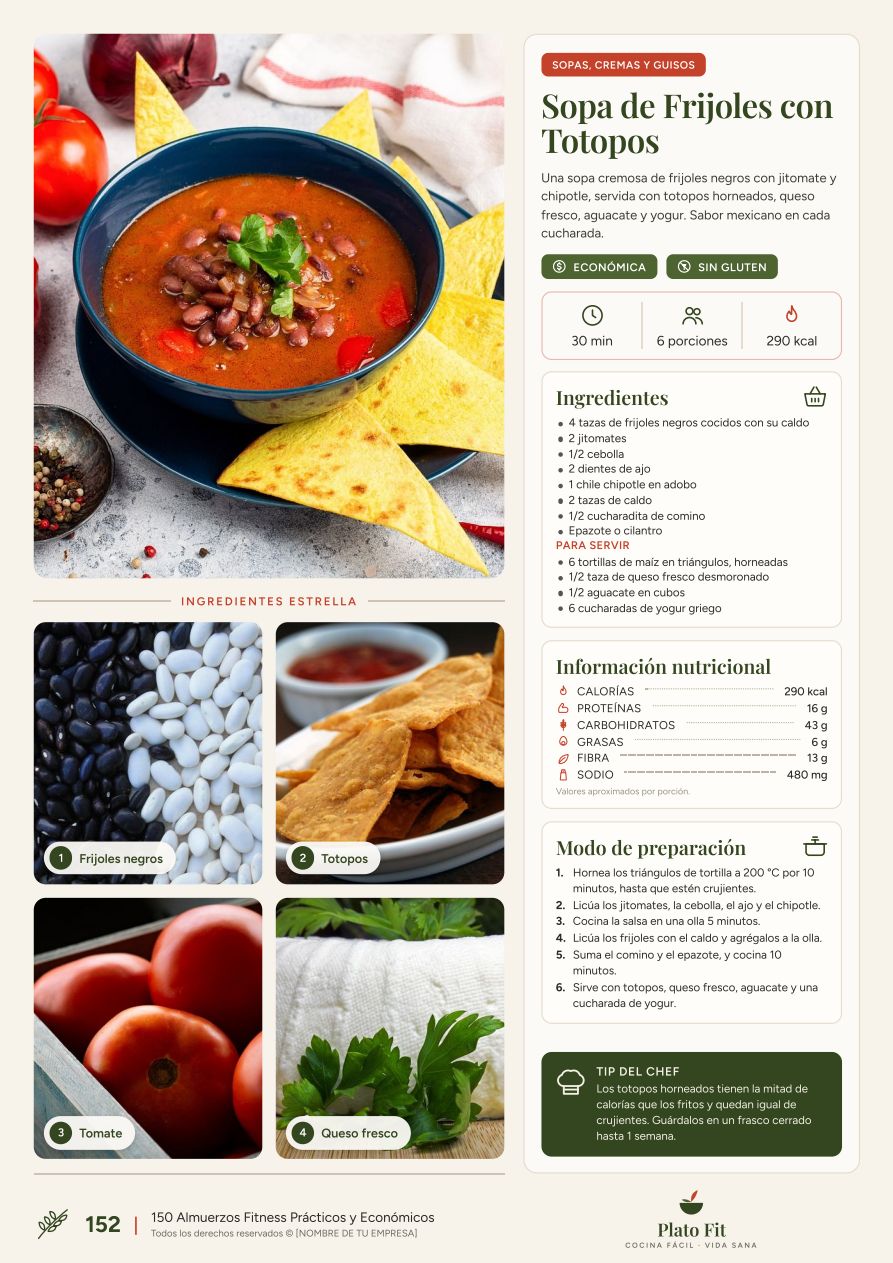 SOPAS, CREMAS Y GUISOS
Sopa de Frijoles con
Totopos
Una sopa cremosa de frijoles negros con jitomate y
chipotle, servida con totopos horneados, queso
fresco, aguacate y yogur. Sabor mexicano en cada
cucharada.
ECONÓMICA
SIN GLUTEN
30 min
6 porciones
290 kcal
Ingredientes
• 4 tazas de frijoles negros cocidos con su caldo
• 2 jitomates
• 1/2 cebolla
• 2 dientes de ajo
• 1 chile chipotle en adobo
• 2 tazas de caldo
• 1/2 cucharadita de comino
• Epazote o cilantro
PARA SERVIR
• 6 tortillas de maíz en triángulos, horneadas
• 1/2 taza de queso fresco desmoronado
• 1/2 aguacate en cubos
• 6 cucharadas de yogur griego
Información nutricional
CALORÍAS 290 kcal
PROTEÍNAS 16 g
CARBOHIDRATOS 43 g
GRASAS 6 g
FIBRA 13 g
SODIO 480 mg
Valores aproximados por porción.
Modo de preparación
1. Hornea los triángulos de tortilla a 200 °C por 10
minutos, hasta que estén crujientes.
2. Licúa los jitomates, la cebolla, el ajo y el chipotle.
3. Cocina la salsa en una olla 5 minutos.
4. Licúa los frijoles con el caldo y agrégalos a la olla.
5. Suma el comino y el epazote, y cocina 10
minutos.
6. Sirve con totopos, queso fresco, aguacate y una
cucharada de yogur.
TIP DEL CHEF
Los totopos horneados tienen la mitad de
calorías que los fritos y quedan igual de
crujientes. Guárdalos en un frasco cerrado
hasta 1 semana.
INGREDIENTES ESTRELLA
1 Frijoles negros
2 Totopos
3 Tomate
4 Queso fresco
152
150 Almuerzos Fitness Prácticos y Económicos
Todos los derechos reservados © [NOMBRE DE TU EMPRESA]
Plato Fit
COCINA FÁCIL · VIDA SANA